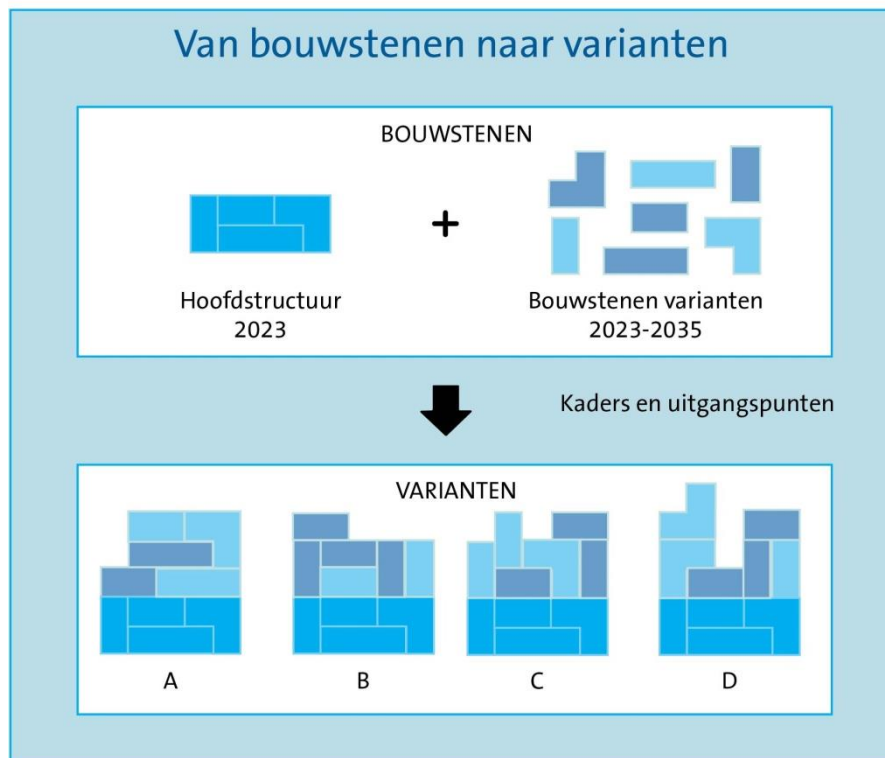 Van bouwstenen naar varianten
BOUWSTENEN
+
Hoofdstructuur
2023
Bouwstenen varianten
2023-2035
Kaders en uitgangspunten
VARIANTEN
A
B
C
D